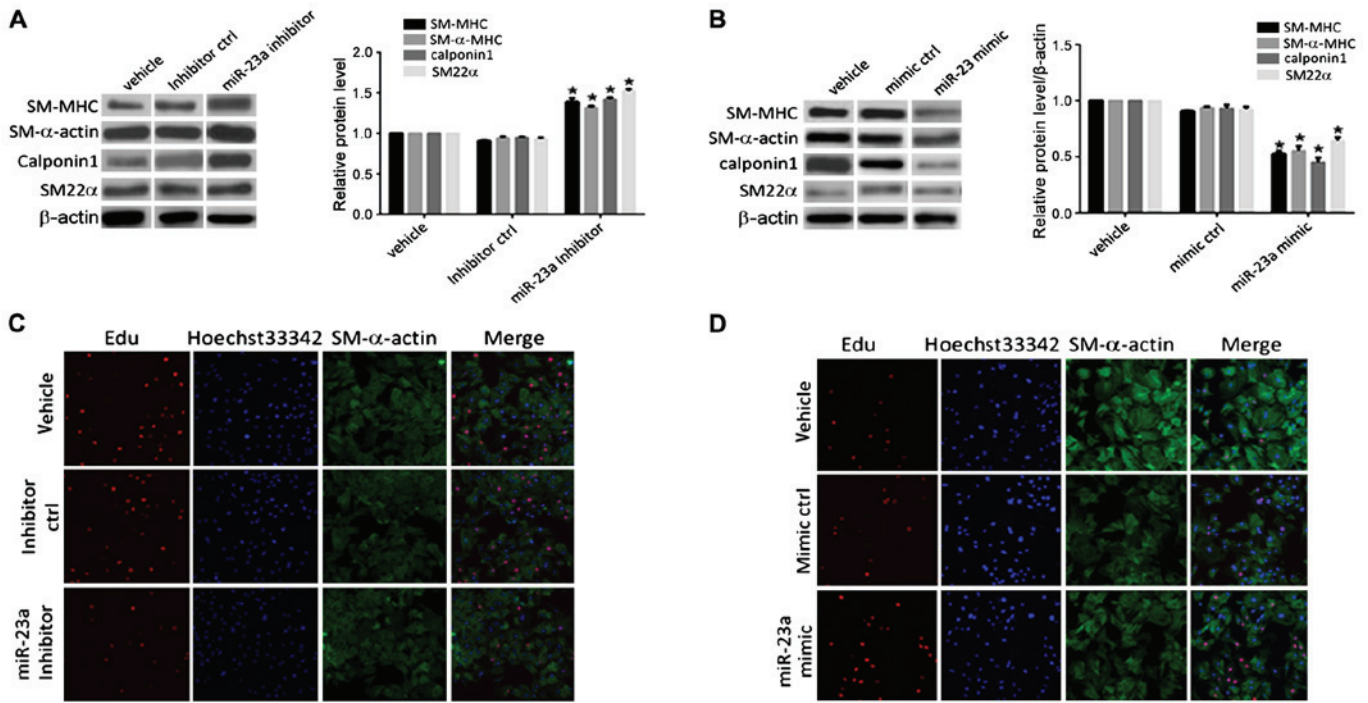 A
vehicle
Inhibitor ctrl
miR-23a inhibitor
SM-MHC
SM-α-actin
Calponin1
SM22α
β-actin
Relative protein level
2.0
1.5
1.0
0.5
0.0
SM-MHC
SM-α-MHC
calponin1
SM22α
vehicle
Inhibitor ctrl
miR-23a Inhibitor
B
vehicle
mimic ctrl
miR-23 mimic
SM-MHC
SM-α-actin
calponin1
SM22α
β-actin
Relative protein level/β-actin
1.5
1.0
0.5
0.0
SM-MHC
SM-α-MHC
calponin1
SM22α
vehicle
mimic ctrl
miR-23a mimic
C
Edu Hoechst33342 SM-α-actin Merge
Vehicle
Inhibitor
ctrl
miR-23a
Inhibitor
D
Edu Hoechst33342 SM-α-actin Merge
Vehicle
Mimic ctrl
miR-23a
mimic